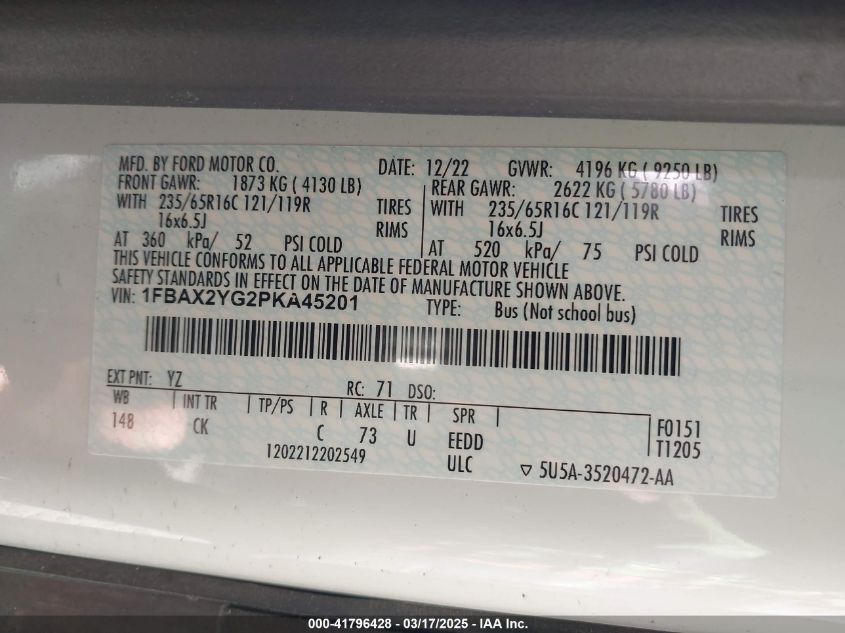 MFD. BY FORD MOTOR CO. DATE: 12/22 GVWR: 4196 KG ( 9250 LB)
FRONT GAWR: 1873 KG ( 4130 LB) REAR GAWR: 2622 KG ( 5780 LB)
WITH 235/65R16C 121/119R TIRES WITH 235/65R16C 121/119R TIRES
16x6.5J RIMS 16x6.5J RIMS
AT 360 kPa/ 52 PSI COLD AT 520 kPa/ 75 PSI COLD
THIS VEHICLE CONFORMS TO ALL APPLICABLE FEDERAL MOTOR VEHICLE
SAFETY STANDARDS IN EFFECT ON THE DATE OF MANUFACTURE SHOWN ABOVE.
VIN: 1FBAX2YG2PKA45201 TYPE: Bus (Not school bus)
EXT PNT: YZ RC: 71 DSO:
WB INT TR TP/PS R AXLE TR SPR F0151
148 CK C 73 U EEDD T1205
1202212202549 ULC ▽ 5U5A-3520472-AA
000-41796428 - 03/17/2025 - IAA Inc.